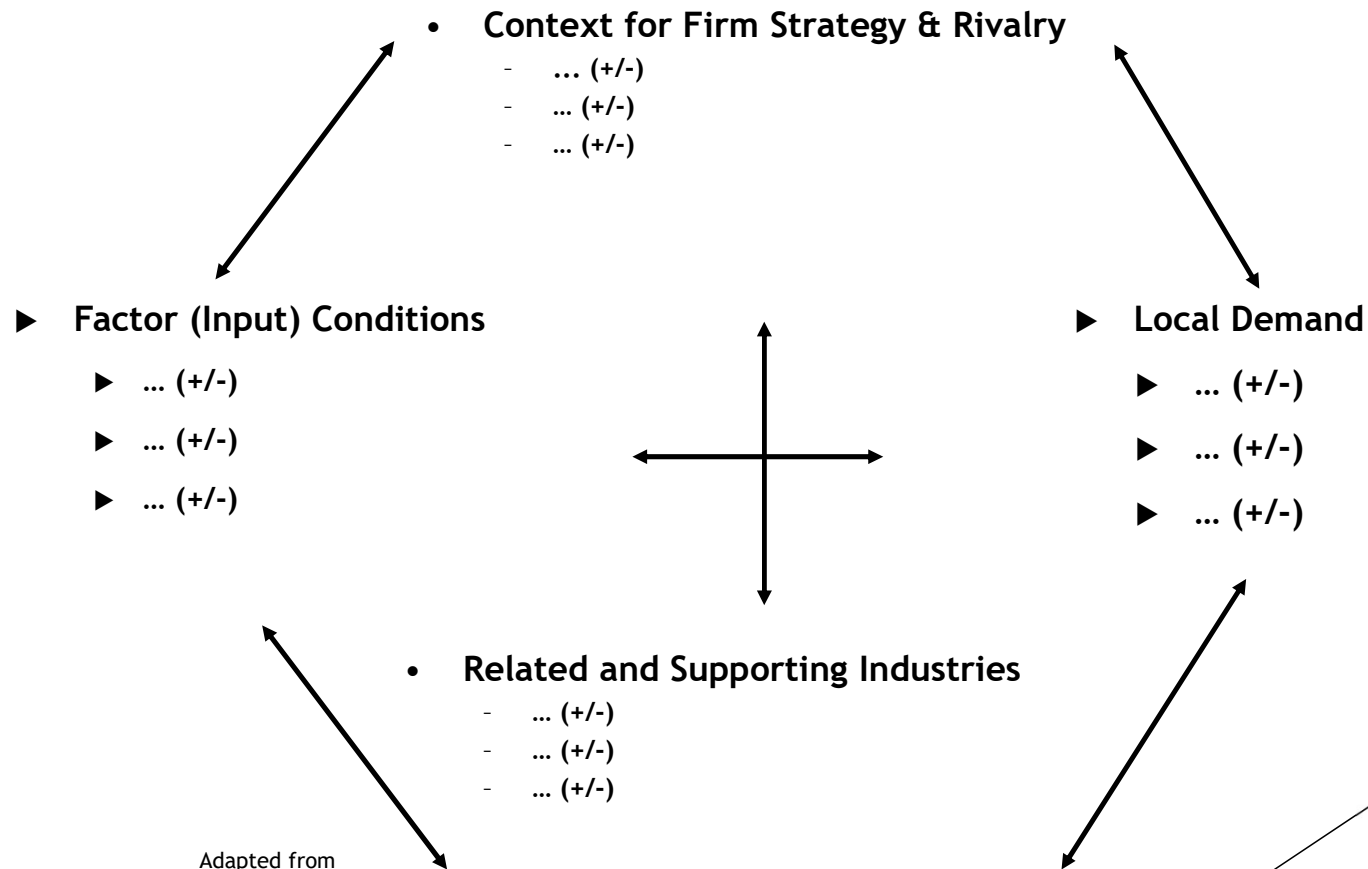 • Context for Firm Strategy & Rivalry
- ... (+/-)
- ... (+/-)
- ... (+/-)
▶ Factor (Input) Conditions
▶ ... (+/-)
▶ ... (+/-)
▶ ... (+/-)
▶ Local Demand
▶ ... (+/-)
▶ ... (+/-)
▶ ... (+/-)
• Related and Supporting Industries
- ... (+/-)
- ... (+/-)
- ... (+/-)
Adapted from